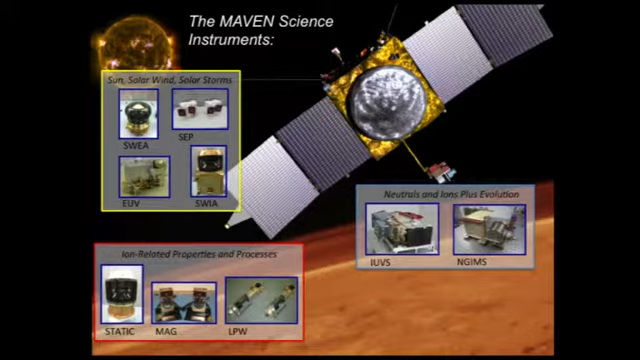 The MAVEN Science
Instruments:
Sun, Solar Wind, Solar Storms
SWEA
SEP
EUV
SWIA
Neutrals and Ions Plus Evolution
IUVS
NGIMS
Ion-Related Properties and Processes
STATIC
MAG
LPW